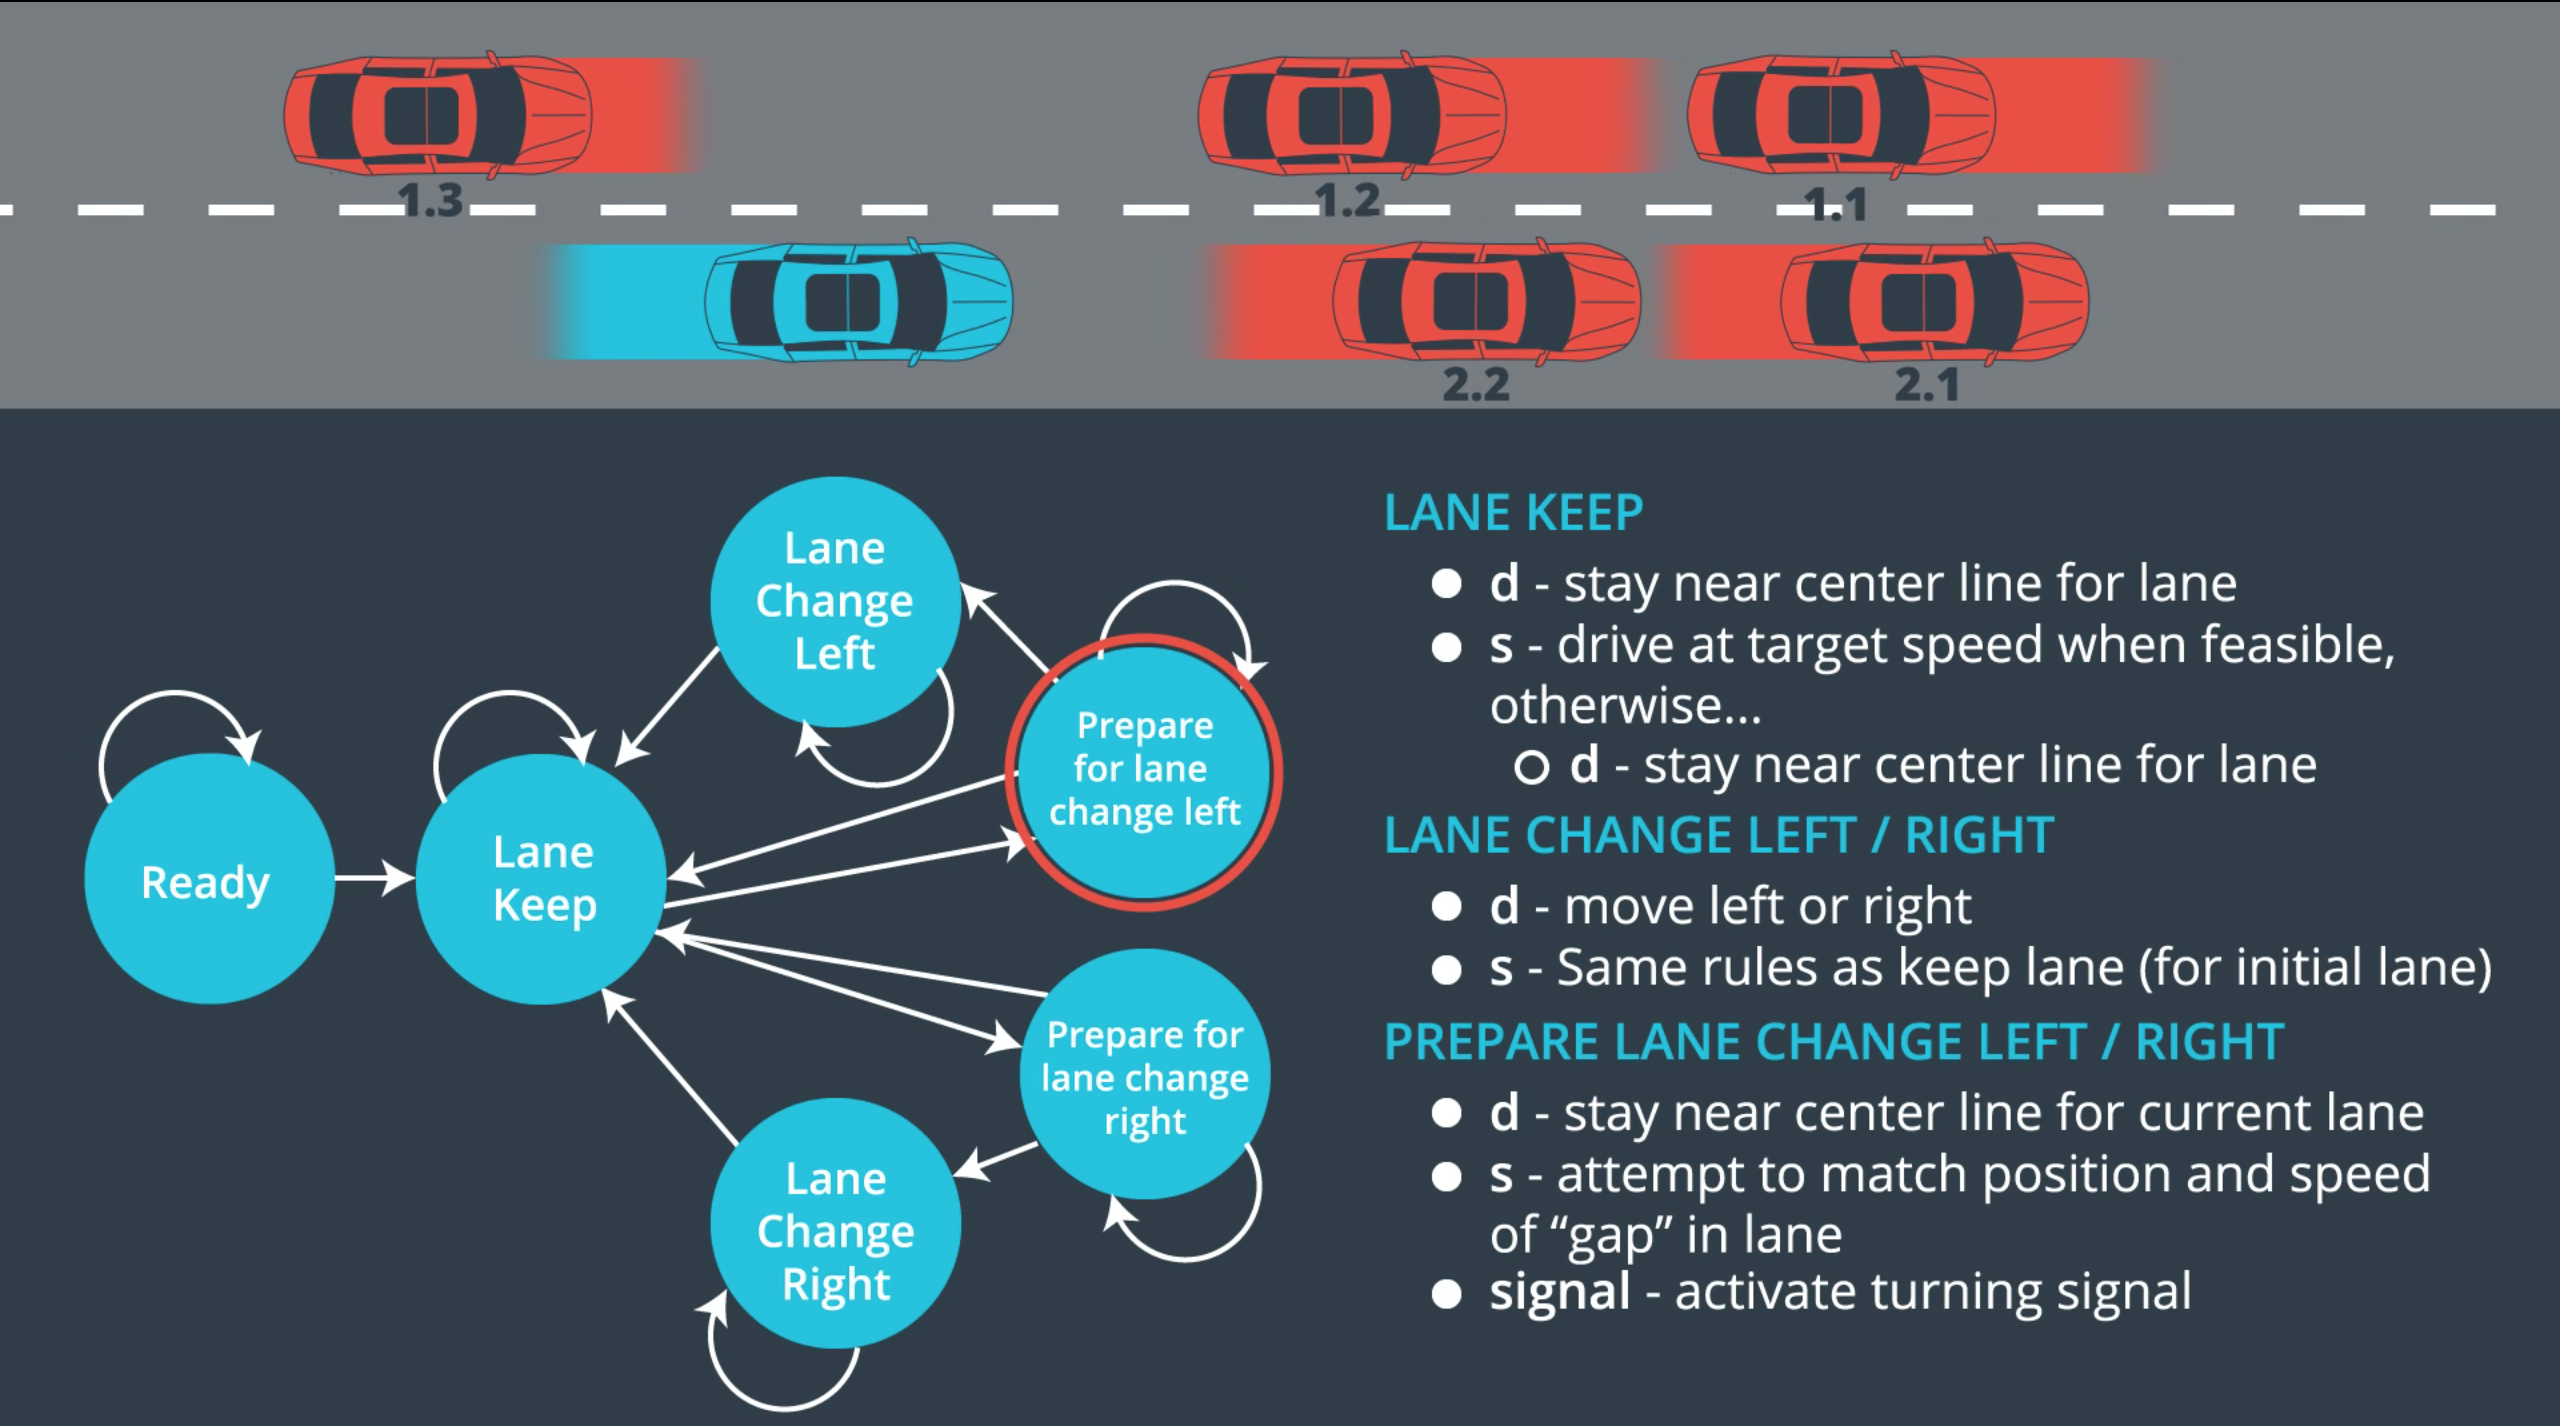 1.3
1.2
1.1
2.2
2.1
Lane
Change
Left
Prepare
for lane
change left
Ready
Lane
Keep
Prepare for
lane change
right
Lane
Change
Right
LANE KEEP
d - stay near center line for lane
s - drive at target speed when feasible,
otherwise...
d - stay near center line for lane
LANE CHANGE LEFT / RIGHT
d - move left or right
s - Same rules as keep lane (for initial lane)
PREPARE LANE CHANGE LEFT / RIGHT
d - stay near center line for current lane
s - attempt to match position and speed
of “gap” in lane
signal - activate turning signal